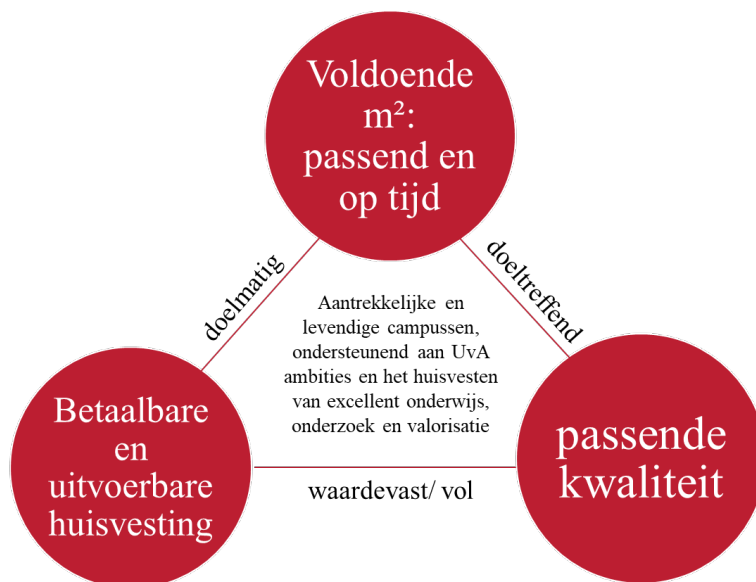 Voldoende
m²:
passend en
op tijd
doelmatig
doeltreffend
Aantrekkelijke en
levendige campussen,
ondersteunend aan UvA
ambities en het huisvesten
van excellent onderwijs,
onderzoek en valorisatie
Betaalbare
en
uitvoerbare
huisvesting
passende
kwaliteit
waardevast/ vol